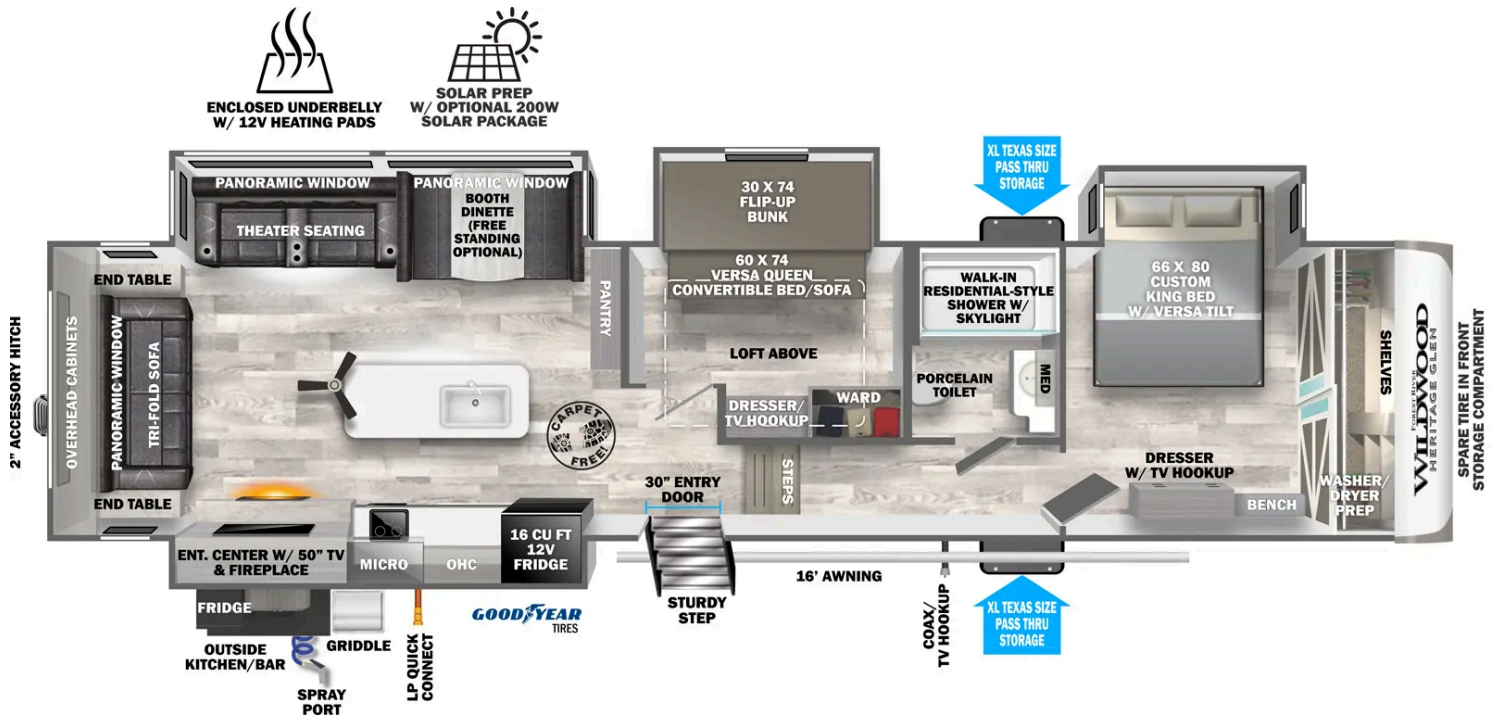 ENCLOSED UNDERBELLY
W/ 12V HEATING PADS
SOLAR PREP
W/ OPTIONAL 200W
SOLAR PACKAGE
XL TEXAS SIZE
PASS THRU
STORAGE
PANORAMIC WINDOW
PANORAMIC WINDOW
THEATER SEATING
BOOTH
DINETTE
(FREE
STANDING
OPTIONAL)
30 X 74
FLIP-UP
BUNK
60 X 74
VERSA QUEEN
CONVERTIBLE BED/SOFA
LOFT ABOVE
WALK-IN
RESIDENTIAL-STYLE
SHOWER W/
SKYLIGHT
66 X 80
CUSTOM
KING BED
W/ VERSA TILT
END TABLE
2" ACCESSORY HITCH
OVERHEAD CABINETS
PANORAMIC WINDOW
TRI-FOLD SOFA
END TABLE
PANTRY
CARPET
FREE!
DRESSER/
TV HOOKUP
WARD
PORCELAIN
TOILET
MED
SHELVES
FOREST RIVER
WILDWOOD
HERITAGE GLEN
SPARE TIRE IN FRONT
STORAGE COMPARTMENT
STEPS
30" ENTRY
DOOR
DRESSER
W/ TV HOOKUP
BENCH
WASHER/
DRYER
PREP
ENT. CENTER W/ 50" TV
& FIREPLACE
MICRO
OHC
16 CU FT
12V
FRIDGE
16' AWNING
STURDY
STEP
COAX/
TV HOOKUP
XL TEXAS SIZE
PASS THRU
STORAGE
FRIDGE
OUTSIDE
KITCHEN/BAR
GRIDDLE
SPRAY
PORT
LP QUICK
CONNECT
GOODYEAR
TIRES